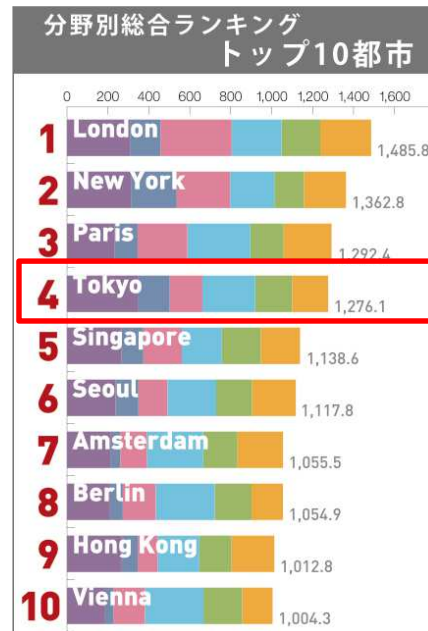 分野別総合ランキング
トップ10都市
0 200 400 600 800 1,000 1,200 1,400 1,600
1 London 1,485.8
2 New York 1,362.8
3 Paris 1,292.4
4 Tokyo 1,276.1
5 Singapore 1,138.6
6 Seoul 1,117.8
7 Amsterdam 1,055.5
8 Berlin 1,054.9
9 Hong Kong 1,012.8
10 Vienna 1,004.3